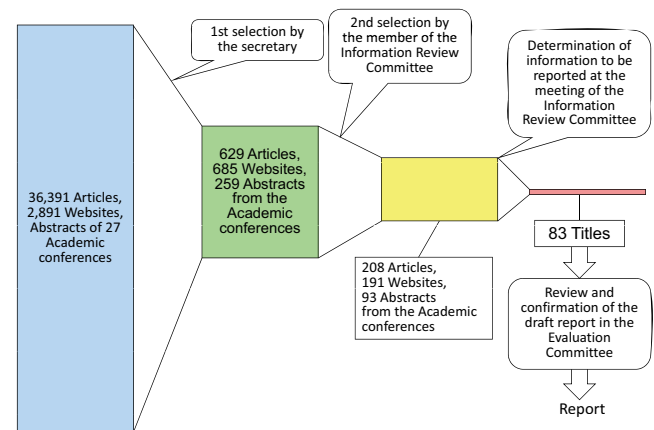 36,391 Articles,
2,891 Websites,
Abstracts of 27
Academic
conferences
1st selection by
the secretary
629 Articles,
685 Websites,
259 Abstracts
from the
Academic
conferences
2nd selection by
the member of the
Information Review
Committee
208 Articles,
191 Websites,
93 Abstracts
from the Academic
conferences
Determination of
information to be
reported at the
meeting of the
Information
Review Committee
83 Titles
Review and
confirmation of the
draft report in the
Evaluation
Committee
Report